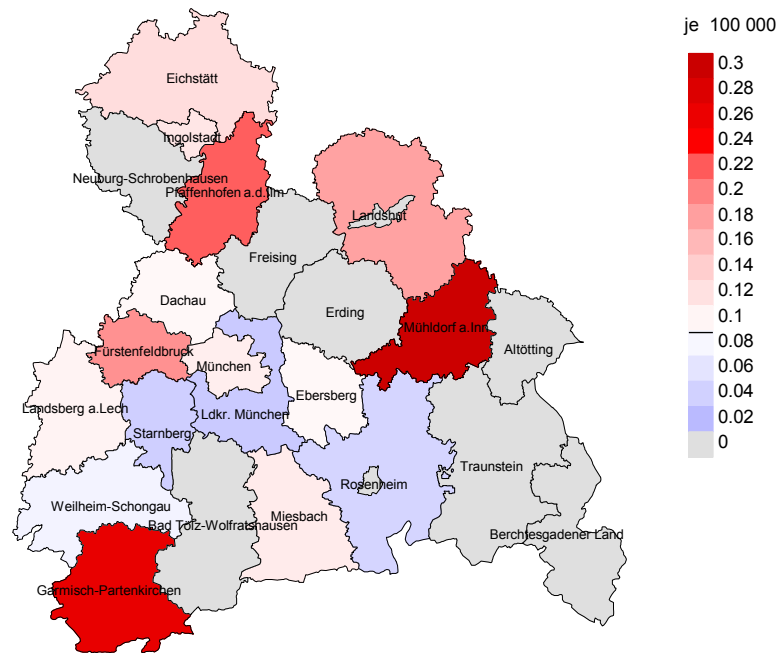 je 100 000
Eichstätt
Ingolstadt
Neuburg-Schrobenhausen
Pfaffenhofen a.d.Ilm
Landshut
Freising
Dachau
Erding
Mühldorf a.Inn
Altötting
Fürstenfeldbruck
München
Ebersberg
Landsberg a.Lech
Ldkr. München
Starnberg
Traunstein
Rosenheim
Weilheim-Schongau
Miesbach
Bad Tölz-Wolfratshausen
Berchtesgadener Land
Garmisch-Partenkirchen
0.3
0.28
0.26
0.24
0.22
0.2
0.18
0.16
0.14
0.12
0.1
0.08
0.06
0.04
0.02
0